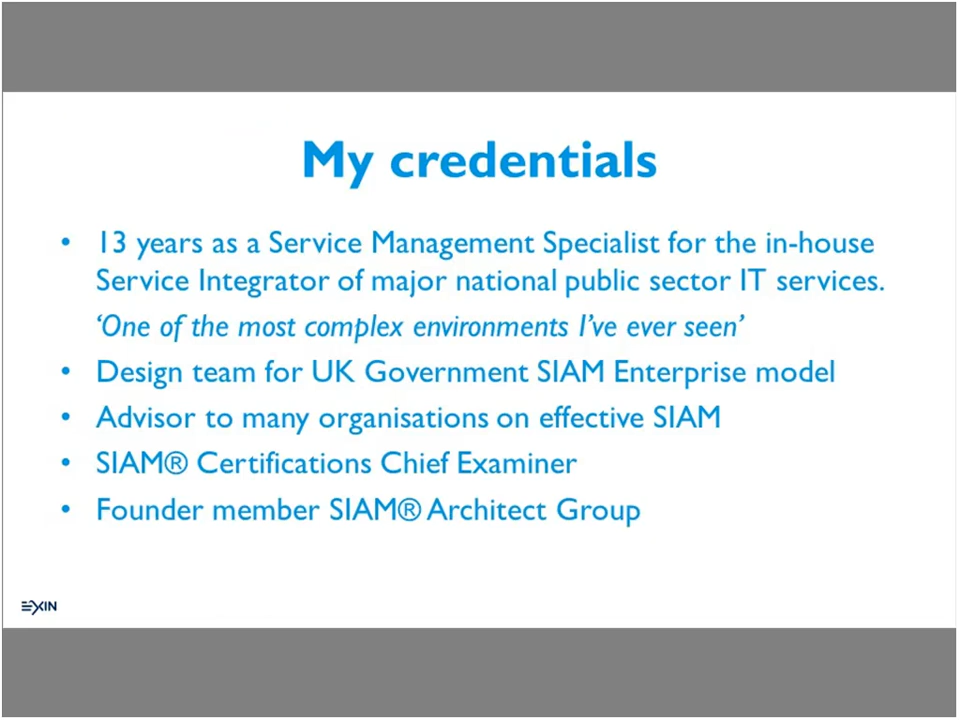 My credentials
• 13 years as a Service Management Specialist for the in-house
Service Integrator of major national public sector IT services.
‘One of the most complex environments I’ve ever seen’
• Design team for UK Government SIAM Enterprise model
• Advisor to many organisations on effective SIAM
• SIAM® Certifications Chief Examiner
• Founder member SIAM® Architect Group
EXIN